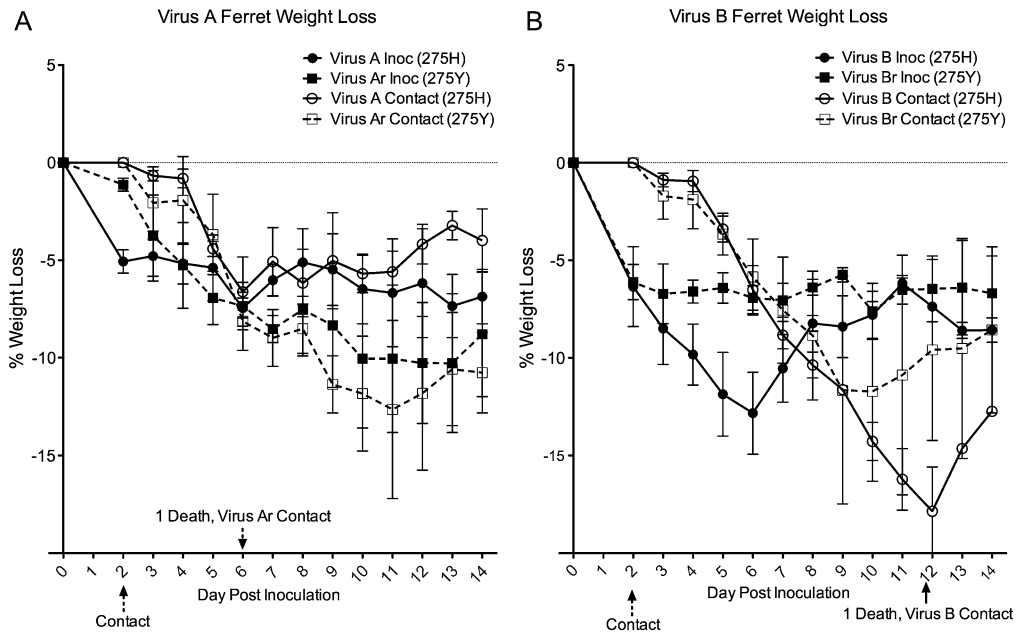 A
Virus A Ferret Weight Loss
Virus A Inoc (275H)
Virus Ar Inoc (275Y)
Virus A Contact (275H)
Virus Ar Contact (275Y)
5
0
-5
-10
-15
% Weight Loss
1 Death, Virus Ar Contact
0 1 2 3 4 5 6 7 8 9 10 11 12 13 14
Day Post Inoculation
Contact
B
Virus B Ferret Weight Loss
Virus B Inoc (275H)
Virus Br Inoc (275Y)
Virus B Contact (275H)
Virus Br Contact (275Y)
5
0
-5
-10
-15
% Weight Loss
0 1 2 3 4 5 6 7 8 9 10 11 12 13 14
Day Post Inoculation
Contact
1 Death, Virus B Contact